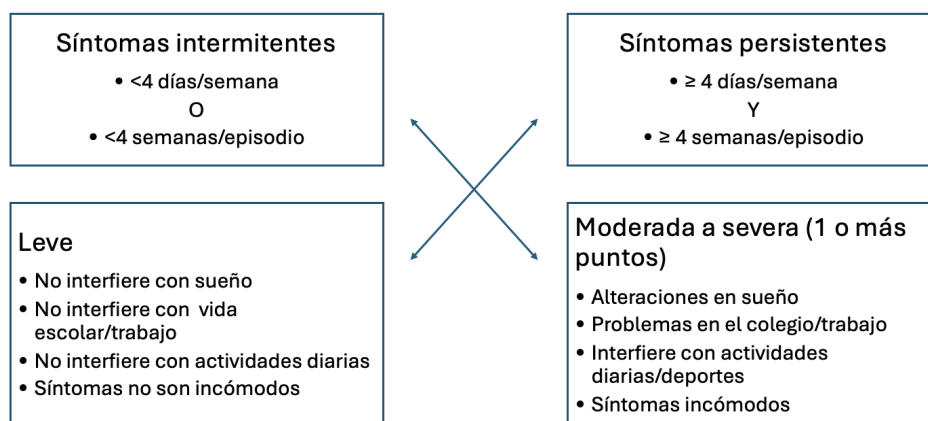 Síntomas intermitentes
• <4 días/semana
O
• <4 semanas/episodio
Síntomas persistentes
• ≥ 4 días/semana
Y
• ≥ 4 semanas/episodio
Leve
• No interfiere con sueño
• No interfiere con vida
escolar/trabajo
• No interfiere con actividades diarias
• Síntomas no son incómodos
Moderada a severa (1 o más
puntos)
• Alteraciones en sueño
• Problemas en el colegio/trabajo
• Interfiere con actividades
diarias/deportes
• Síntomas incómodos